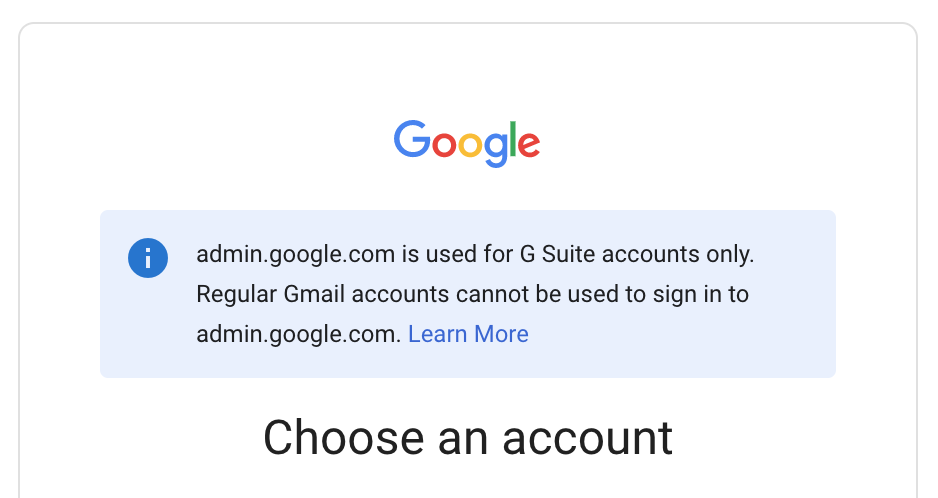 Google
admin.google.com is used for G Suite accounts only.
Regular Gmail accounts cannot be used to sign in to
admin.google.com. Learn More
Choose an account